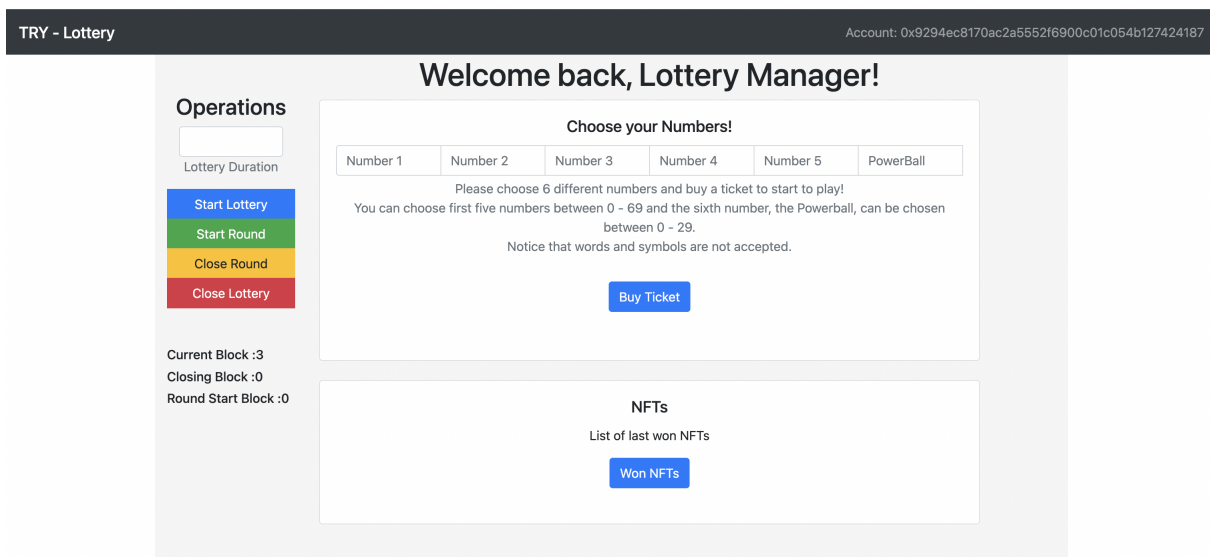 TRY - Lottery
Account: 0x9294ec8170ac2a5552f6900c01c054b127424187
Welcome back, Lottery Manager!
Operations
Lottery Duration
Start Lottery
Start Round
Close Round
Close Lottery
Current Block :3
Closing Block :0
Round Start Block :0
Choose your Numbers!
Number 1
Number 2
Number 3
Number 4
Number 5
PowerBall
Please choose 6 different numbers and buy a ticket to start to play!
You can choose first five numbers between 0 - 69 and the sixth number, the Powerball, can be chosen
between 0 - 29.
Notice that words and symbols are not accepted.
Buy Ticket
NFTs
List of last won NFTs
Won NFTs